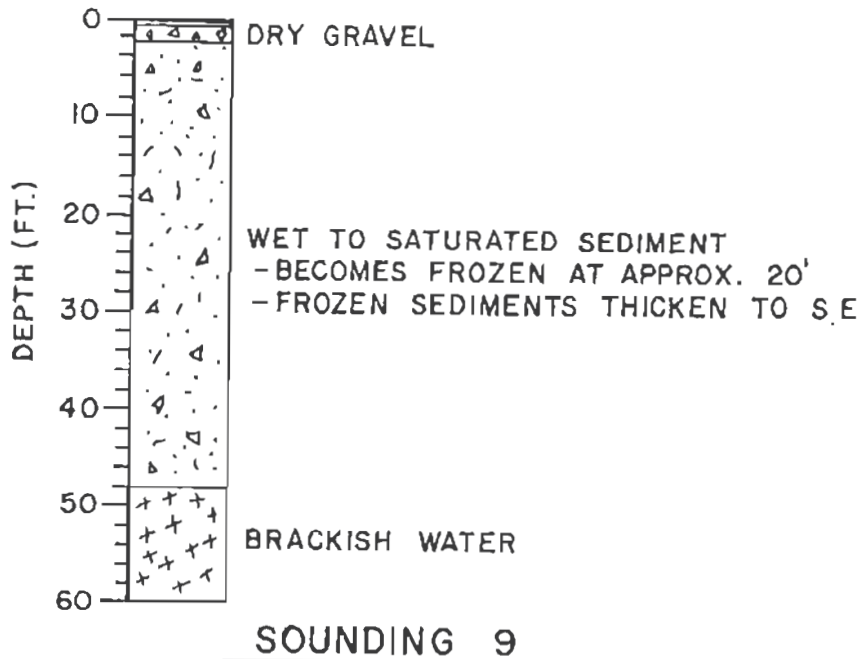 0
DRY GRAVEL
10
DEPTH (FT.)
20
WET TO SATURATED SEDIMENT
-BECOMES FROZEN AT APPROX. 20'
30
-FROZEN SEDIMENTS THICKEN TO S.E
40
50
BRACKISH WATER
60
SOUNDING 9